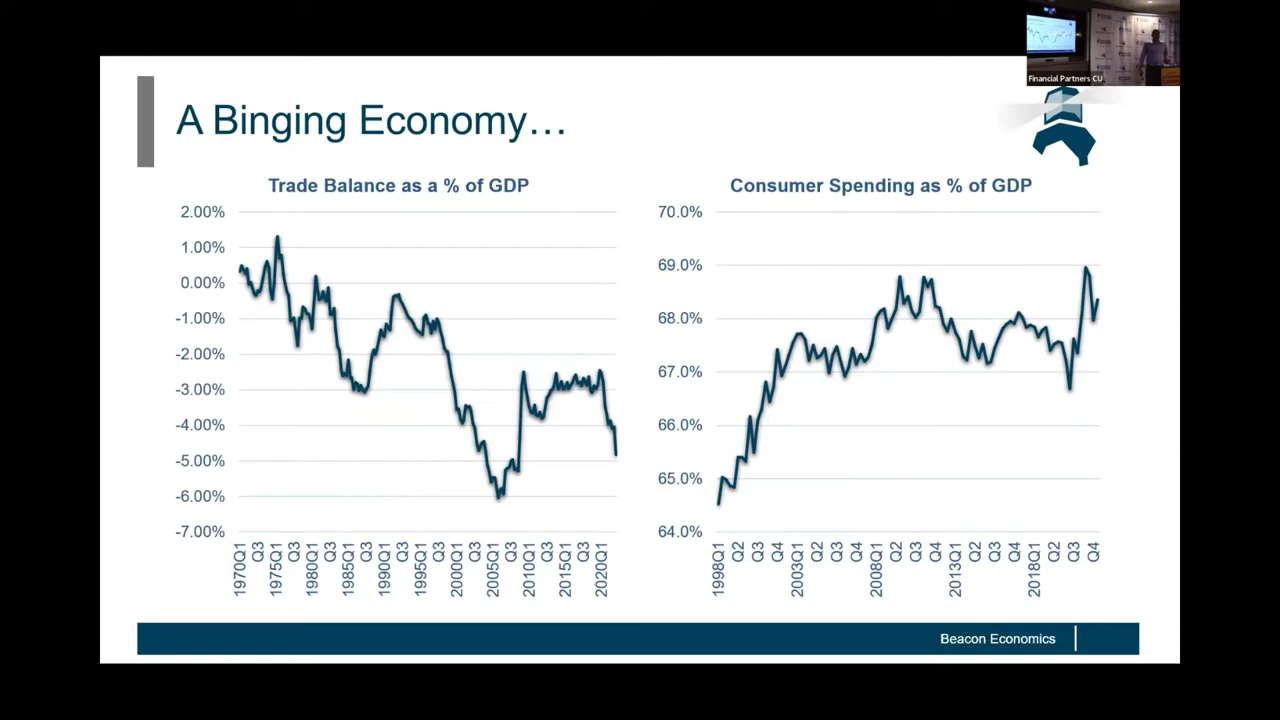 Financial Partners CU
A Binging Economy…
Trade Balance as a % of GDP
2.00%
1.00%
0.00%
-1.00%
-2.00%
-3.00%
-4.00%
-5.00%
-6.00%
-7.00%
1970Q1
Q3
1975Q1
Q3
1980Q1
Q3
1985Q1
Q3
1990Q1
Q3
1995Q1
Q3
2000Q1
Q3
2005Q1
Q3
2010Q1
Q3
2015Q1
Q3
2020Q1
Consumer Spending as % of GDP
70.0%
69.0%
68.0%
67.0%
66.0%
65.0%
64.0%
1998Q1
Q2
Q3
Q4
2003Q1
Q2
Q3
Q4
2008Q1
Q2
Q3
Q4
2013Q1
Q2
Q3
Q4
2018Q1
Q2
Q3
Q4
Beacon Economics